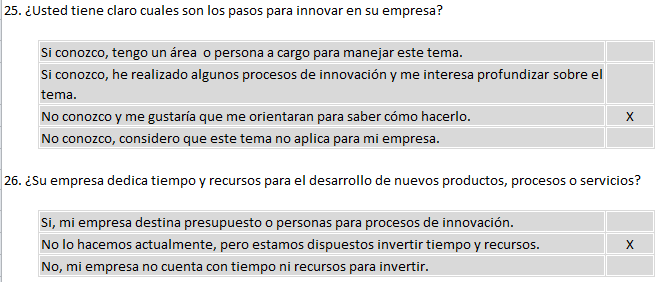 25. ¿Usted tiene claro cuales son los pasos para innovar en su empresa?
Si conozco, tengo un área o persona a cargo para manejar este tema.
Si conozco, he realizado algunos procesos de innovación y me interesa profundizar sobre el
tema.
No conozco y me gustaría que me orientaran para saber cómo hacerlo. X
No conozco, considero que este tema no aplica para mi empresa.
26. ¿Su empresa dedica tiempo y recursos para el desarrollo de nuevos productos, procesos o servicios?
Si, mi empresa destina presupuesto o personas para procesos de innovación.
No lo hacemos actualmente, pero estamos dispuestos invertir tiempo y recursos. X
No, mi empresa no cuenta con tiempo ni recursos para invertir.